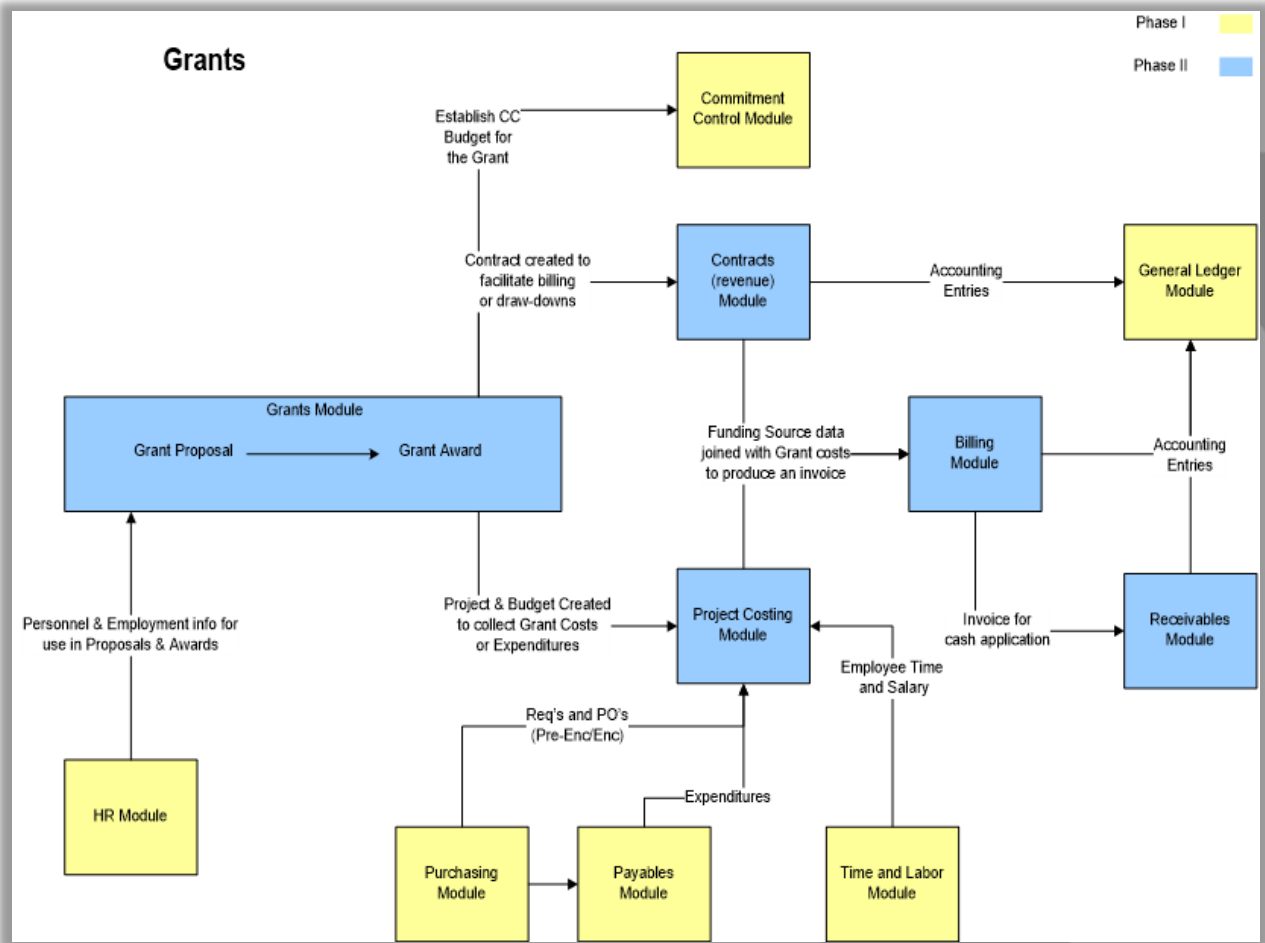 Phase I
Grants
Phase II
Commitment
Control Module
Establish CC
Budget for
the Grant
Contract created to
facilitate billing
or draw-downs
Contracts
(revenue)
Module
Accounting
Entries
General Ledger
Module
Grants Module
Grant Proposal
Grant Award
Funding Source data
joined with Grant costs
to produce an invoice
Billing
Module
Accounting
Entries
Personnel & Employment info for
use in Proposals & Awards
Project & Budget Created
to collect Grant Costs
or Expenditures
Project Costing
Module
Invoice for
cash application
Receivables
Module
Employee Time
and Salary
Req's and PO's
(Pre-Enc/Enc)
Expenditures
HR Module
Purchasing
Module
Payables
Module
Time and Labor
Module